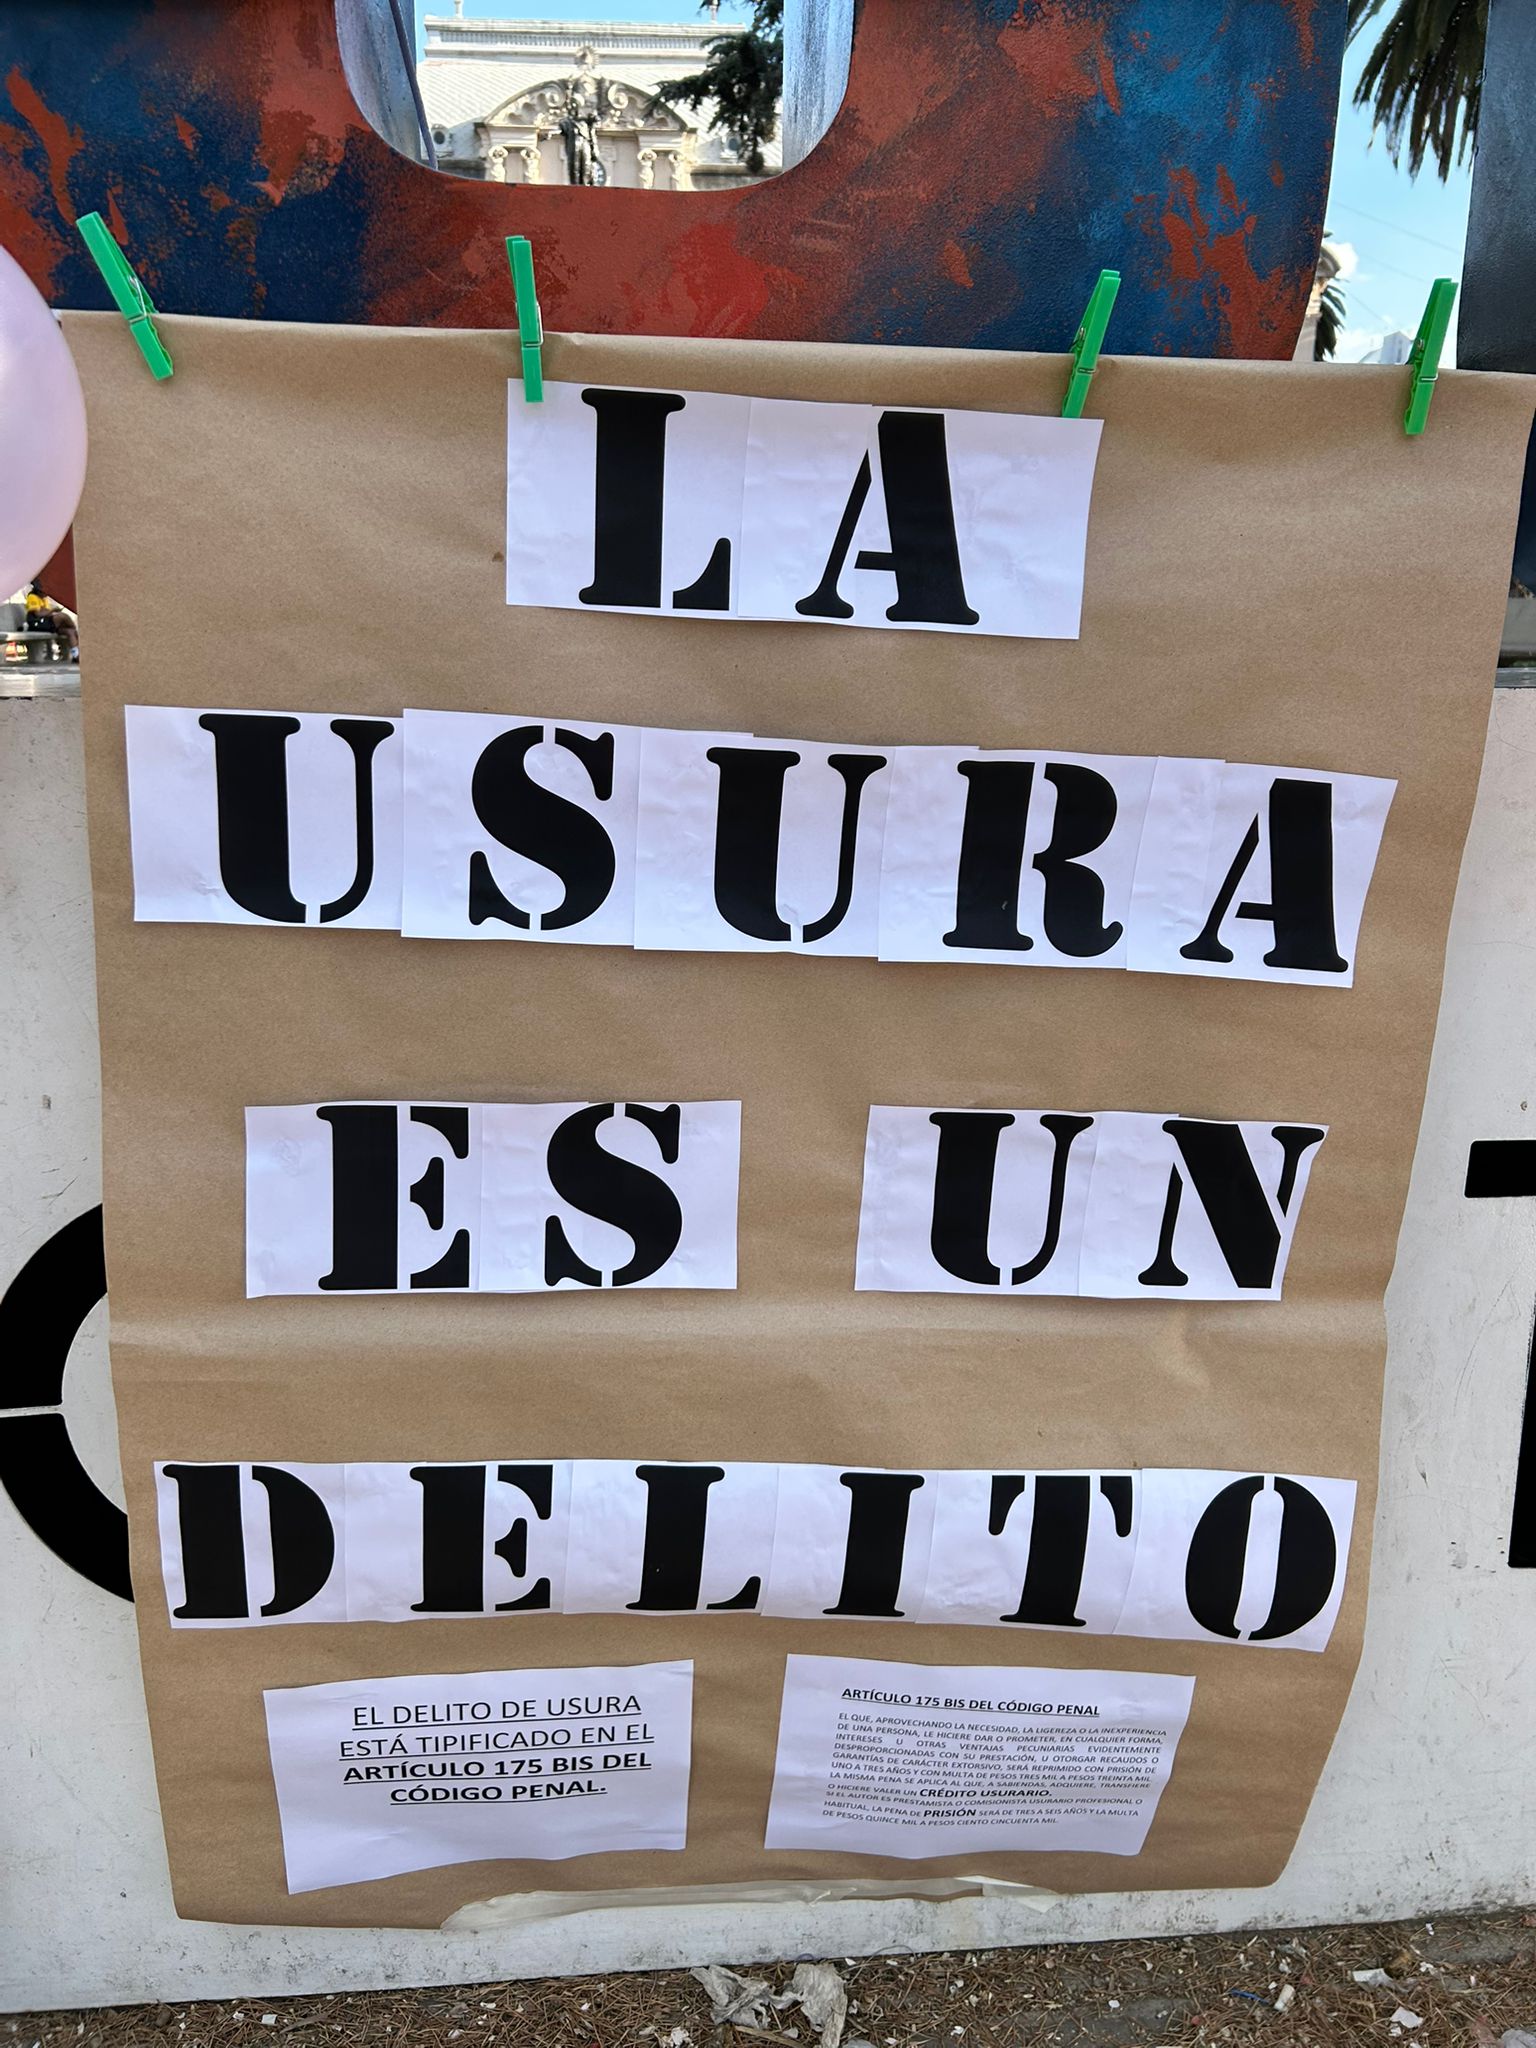 LA
USURA
ES UN
DELITO
EL DELITO DE USURA
ESTÁ TIPIFICADO EN EL
ARTÍCULO 175 BIS DEL
CÓDIGO PENAL.
ARTÍCULO 175 BIS DEL CÓDIGO PENAL
EL QUE, APROVECHANDO LA NECESIDAD, LA LIGEREZA O LA INEXPERIENCIA
DE UNA PERSONA, LE HICIERE DAR O PROMETER, EN CUALQUIER FORMA,
INTERESES U OTRAS VENTAJAS PECUNIARIAS EVIDENTEMENTE
DESPROPORCIONADAS CON SU PRESTACIÓN, U OTORGAR RECAUDOS O
GARANTÍAS DE CARÁCTER EXTORSIVO, SERÁ REPRIMIDO CON PRISIÓN DE
UNO A TRES AÑOS Y CON MULTA DE PESOS TRES MIL A PESOS TREINTA MIL
LA MISMA PENA SE APLICA AL QUE, A SABIENDAS, ADQUIERE, TRANSFIERE
O HICIERE VALER UN CRÉDITO USURARIO.
SI EL AUTOR ES PRESTAMISTA O COMISIONISTA USURARIO PROFESIONAL O
HABITUAL, LA PENA DE PRISIÓN SERÁ DE TRES A SEIS AÑOS Y LA MULTA
DE PESOS QUINCE MIL A PESOS CIENTO CINCUENTA MIL.